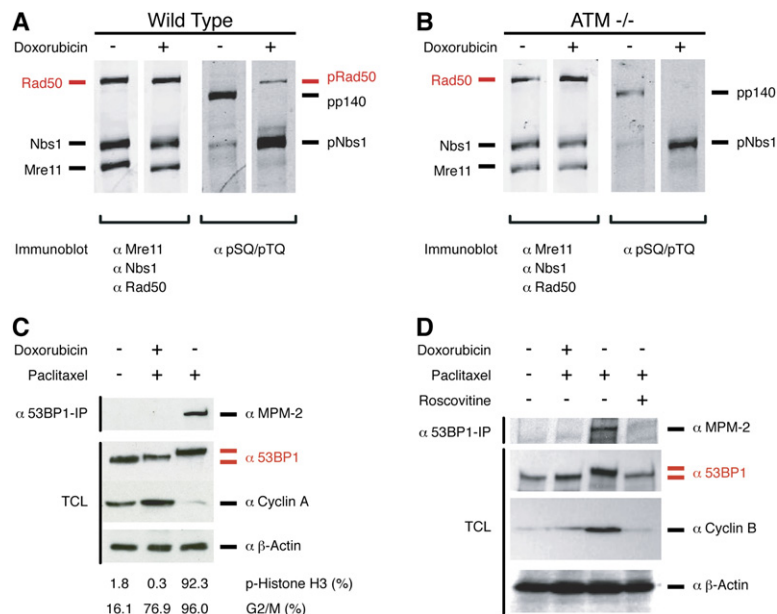 A
Wild Type
Doxorubicin - + - +
Rad50
pRad50
pp140
Nbs1
pNbs1
Mre11
Immunoblot α Mre11 α pSQ/pTQ
α Nbs1
α Rad50
B
ATM -/-
Doxorubicin - + - +
Rad50
pp140
Nbs1
pNbs1
Mre11
Immunoblot α Mre11 α pSQ/pTQ
α Nbs1
α Rad50
C
Doxorubicin - + -
Paclitaxel - + +
α 53BP1-IP α MPM-2
α 53BP1
TCL α Cyclin A
α β-Actin
1.8 0.3 92.3 p-Histone H3 (%)
16.1 76.9 96.0 G2/M (%)
D
Doxorubicin - + - -
Paclitaxel - + + +
Roscovitine - - - +
α 53BP1-IP α MPM-2
α 53BP1
TCL α Cyclin B
α β-Actin